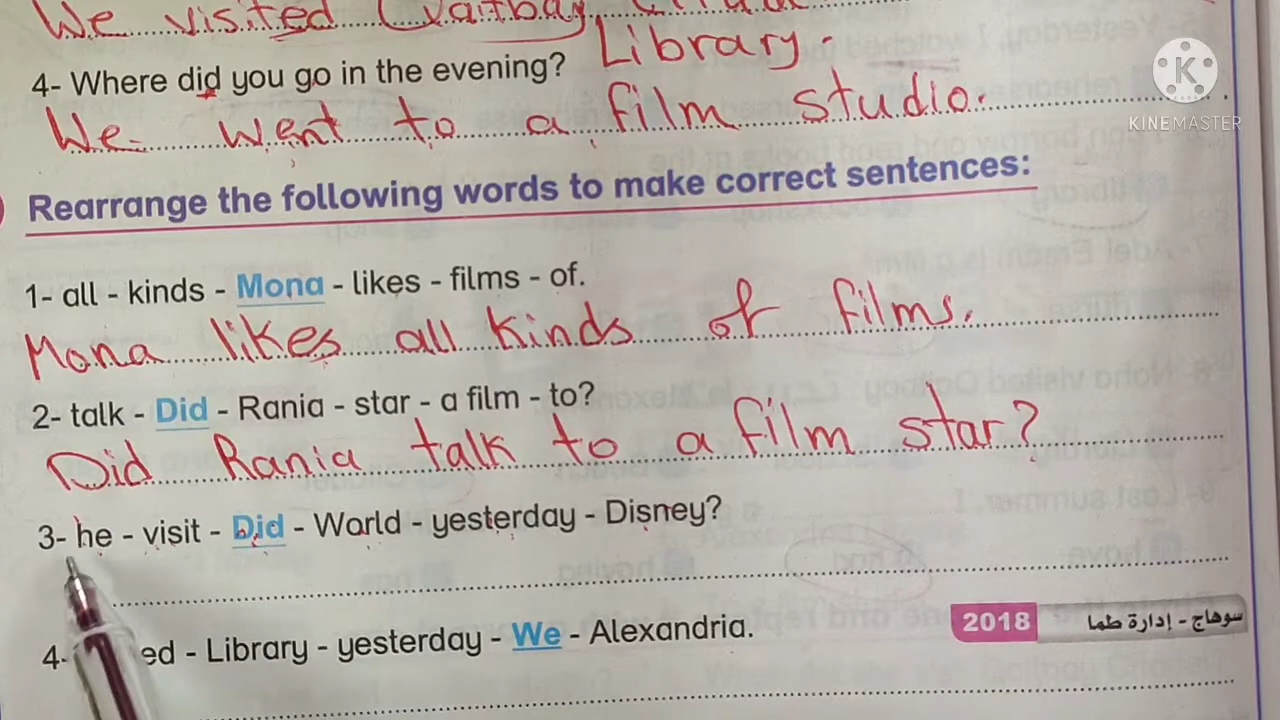 We visited Qaitbay
Library.
4- Where did you go in the evening?
We went to a film studio.
KINEMASTER
Rearrange the following words to make correct sentences:
1- all - kinds - Mona - likes - films - of.
Mona likes all kinds of films.
2- talk - Did - Rania - star - a film - to?
Did Rania talk to a film star?
3- he - visit - Did - World - yesterday - Disney?
4- ed - Library - yesterday - We - Alexandria.
2018 سوهاج - إدارة طما